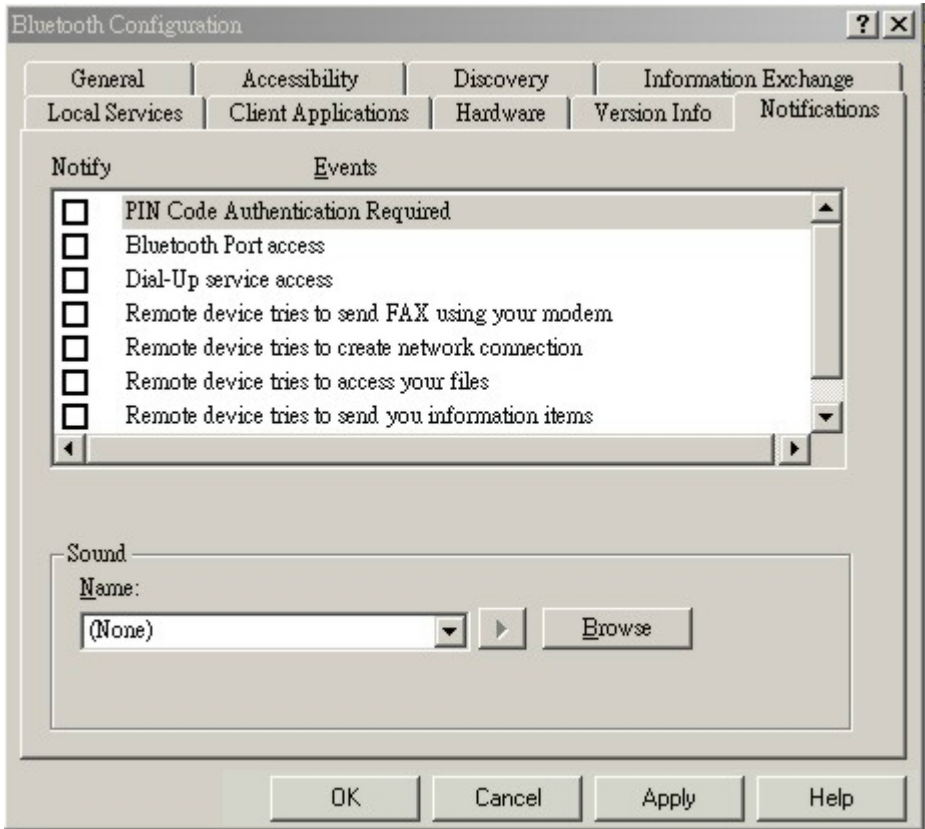 Bluetooth Configuration
General Accessibility Discovery Information Exchange
Local Services Client Applications Hardware Version Info Notifications
Notify Events
PIN Code Authentication Required
Bluetooth Port access
Dial-Up service access
Remote device tries to send FAX using your modem
Remote device tries to create network connection
Remote device tries to access your files
Remote device tries to send you information items
Sound
Name:
(None) Browse
OK Cancel Apply Help